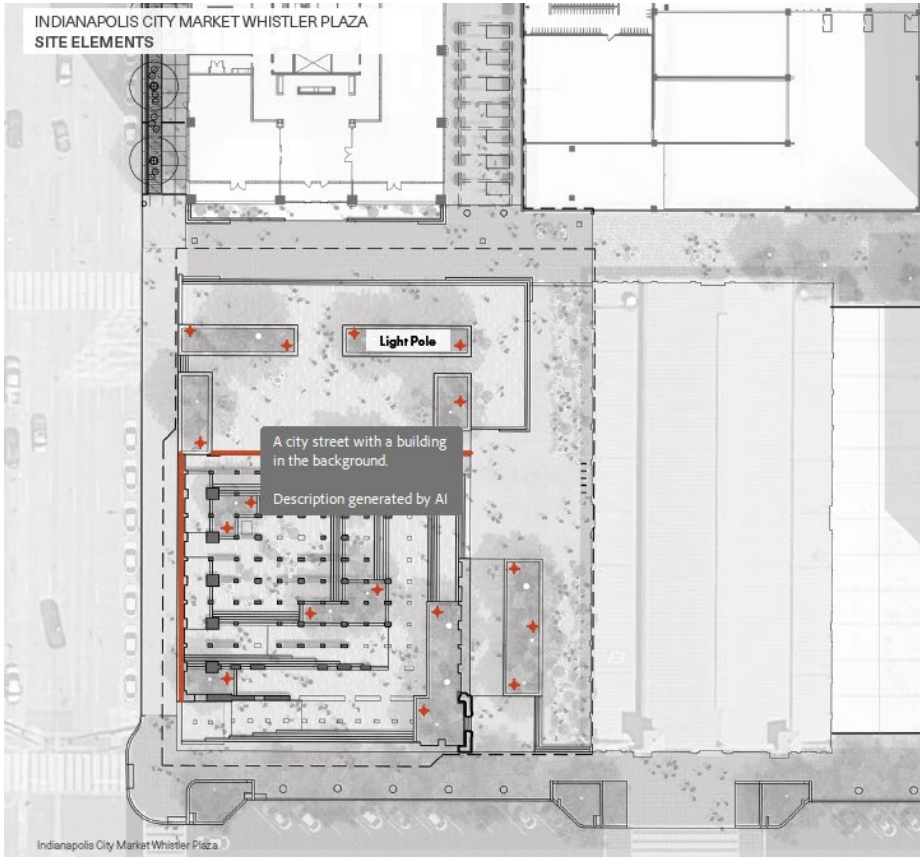 INDIANAPOLIS CITY MARKET WHISTLER PLAZA
SITE ELEMENTS
Light Pole
A city street with a building
in the background.
Description generated by AI
Indianapolis City Market Whistler Plaza